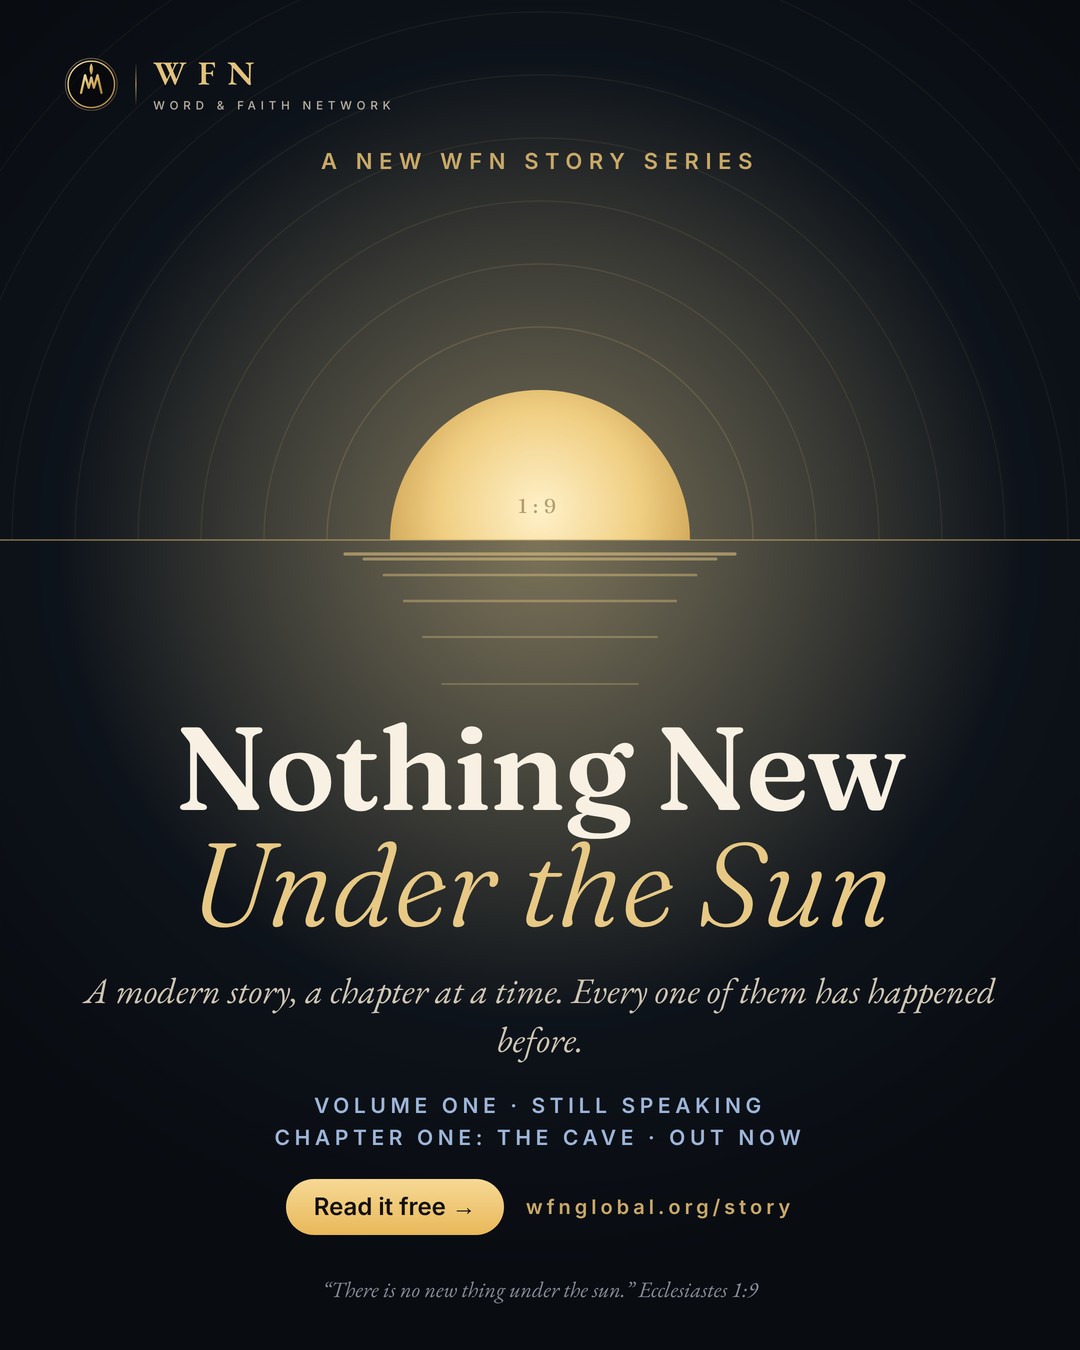 WFN
WORD & FAITH NETWORK
A NEW WFN STORY SERIES
1:9
Nothing New
Under the Sun
A modern story, a chapter at a time. Every one of them has happened
before.
VOLUME ONE · STILL SPEAKING
CHAPTER ONE: THE CAVE · OUT NOW
Read it free → wfnglobal.org/story
“There is no new thing under the sun.” Ecclesiastes 1:9